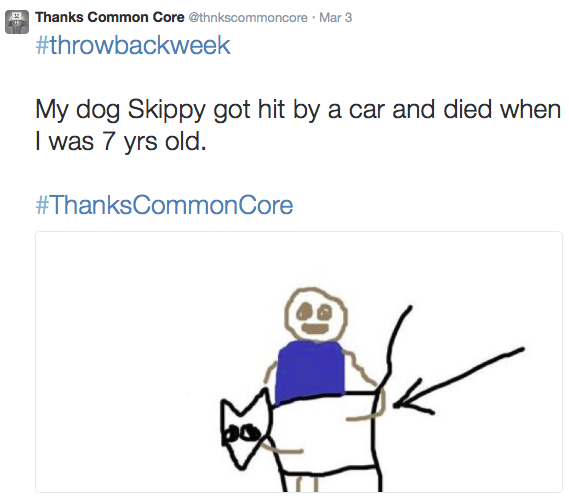 Thanks Common Core @thnkscommoncore · Mar 3
#throwbackweek
My dog Skippy got hit by a car and died when
I was 7 yrs old.
#ThanksCommonCore